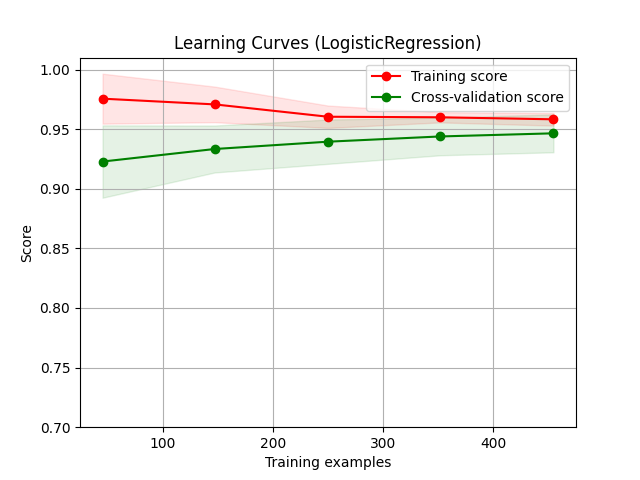 Learning Curves (LogisticRegression)
Training score
Cross-validation score
1.00
0.95
0.90
0.85
0.80
0.75
0.70
Score
100
200
300
400
Training examples